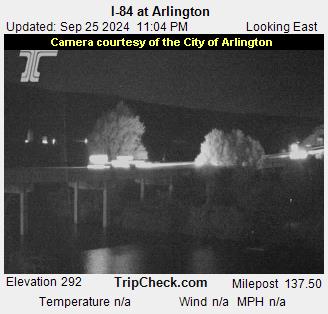 I-84 at Arlington
Updated: Sep 25 2024 11:04 PM Looking East
Camera courtesy of the City of Arlington
Elevation 292 TripCheck.com Milepost 137.50
Temperature n/a Wind n/a MPH n/a